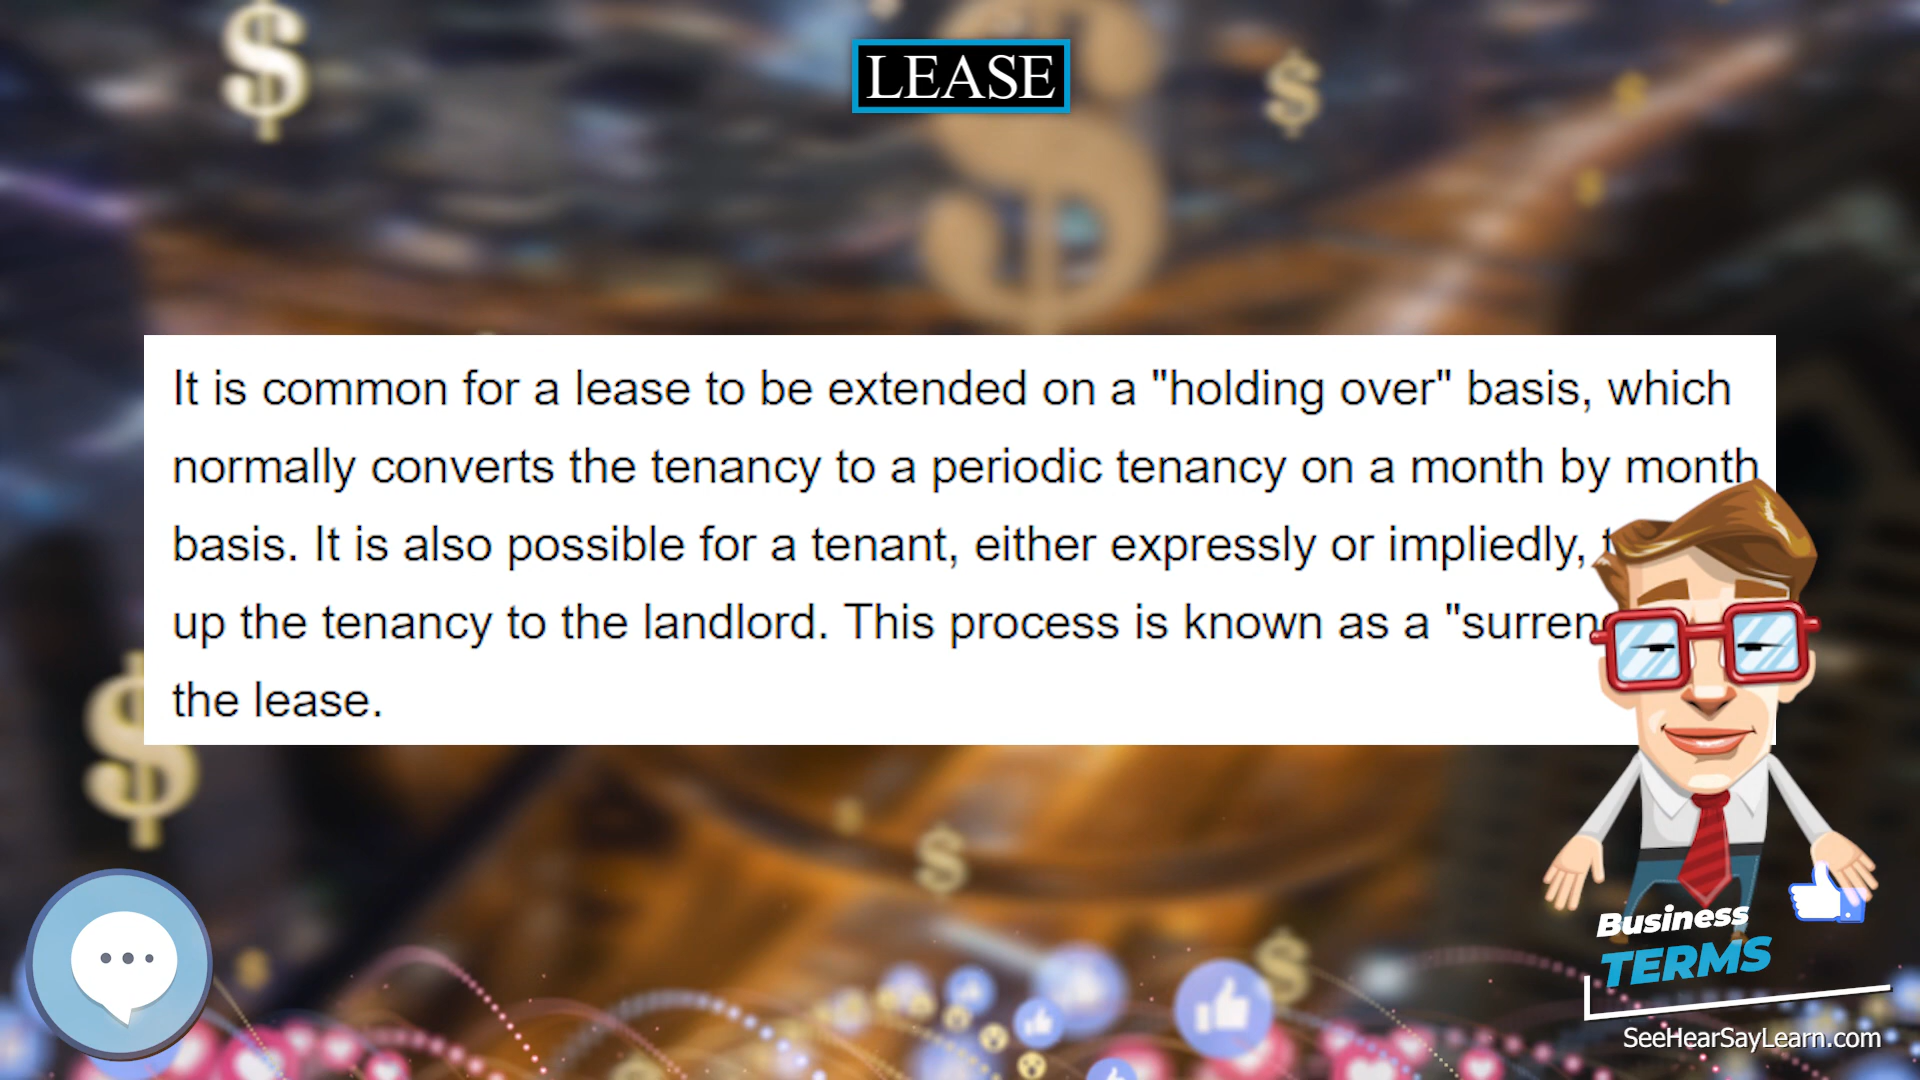 LEASE
It is common for a lease to be extended on a "holding over" basis, which
normally converts the tenancy to a periodic tenancy on a month by month
basis. It is also possible for a tenant, either expressly or impliedly,
up the tenancy to the landlord. This process is known as a
the lease.
Business
TERMS
SeeHearSayLearn.com